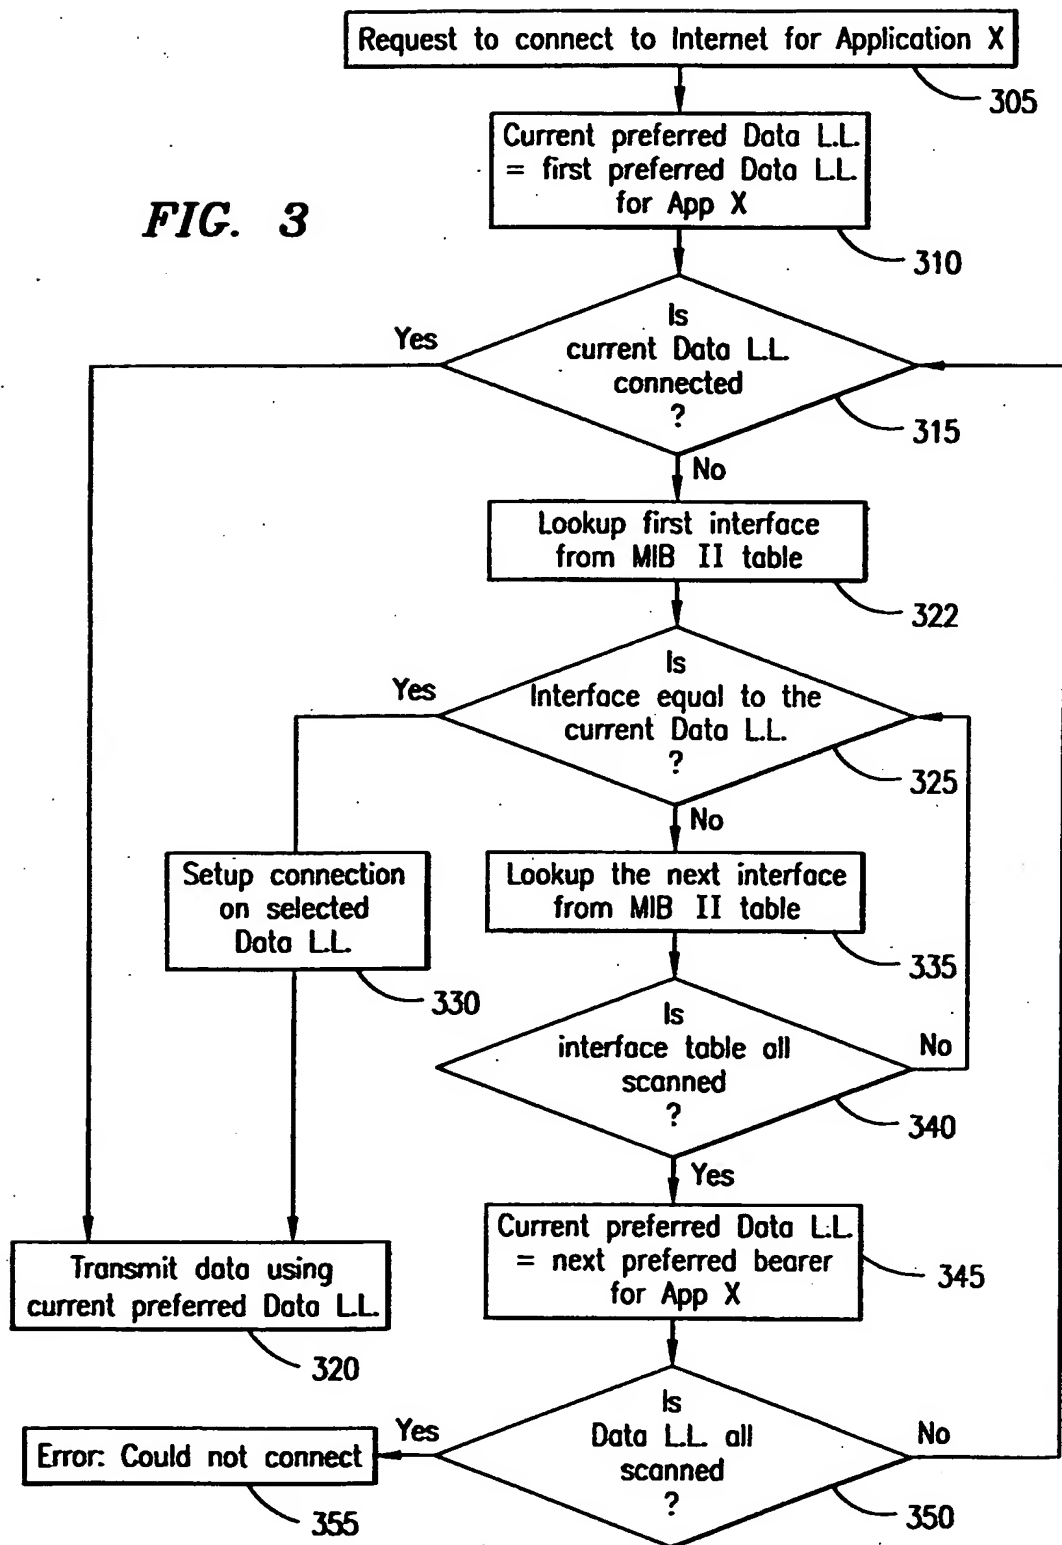 Request to connect to Internet for Application X
305
Current preferred Data L.L.
= first preferred Data L.L.
for App X
310
FIG. 3
Is
current Data L.L.
connected
?
Yes
315
No
Lookup first interface
from MIB II table
322
Is
Interface equal to the
current Data L.L.
?
Yes
325
No
Setup connection
on selected
Data L.L.
330
Lookup the next interface
from MIB II table
335
Is
interface table all
scanned
?
No
340
Yes
Current preferred Data L.L.
= next preferred bearer
for App X
345
Transmit data using
current preferred Data L.L.
320
Is
Data L.L. all
scanned
?
Yes
No
350
Error: Could not connect
355